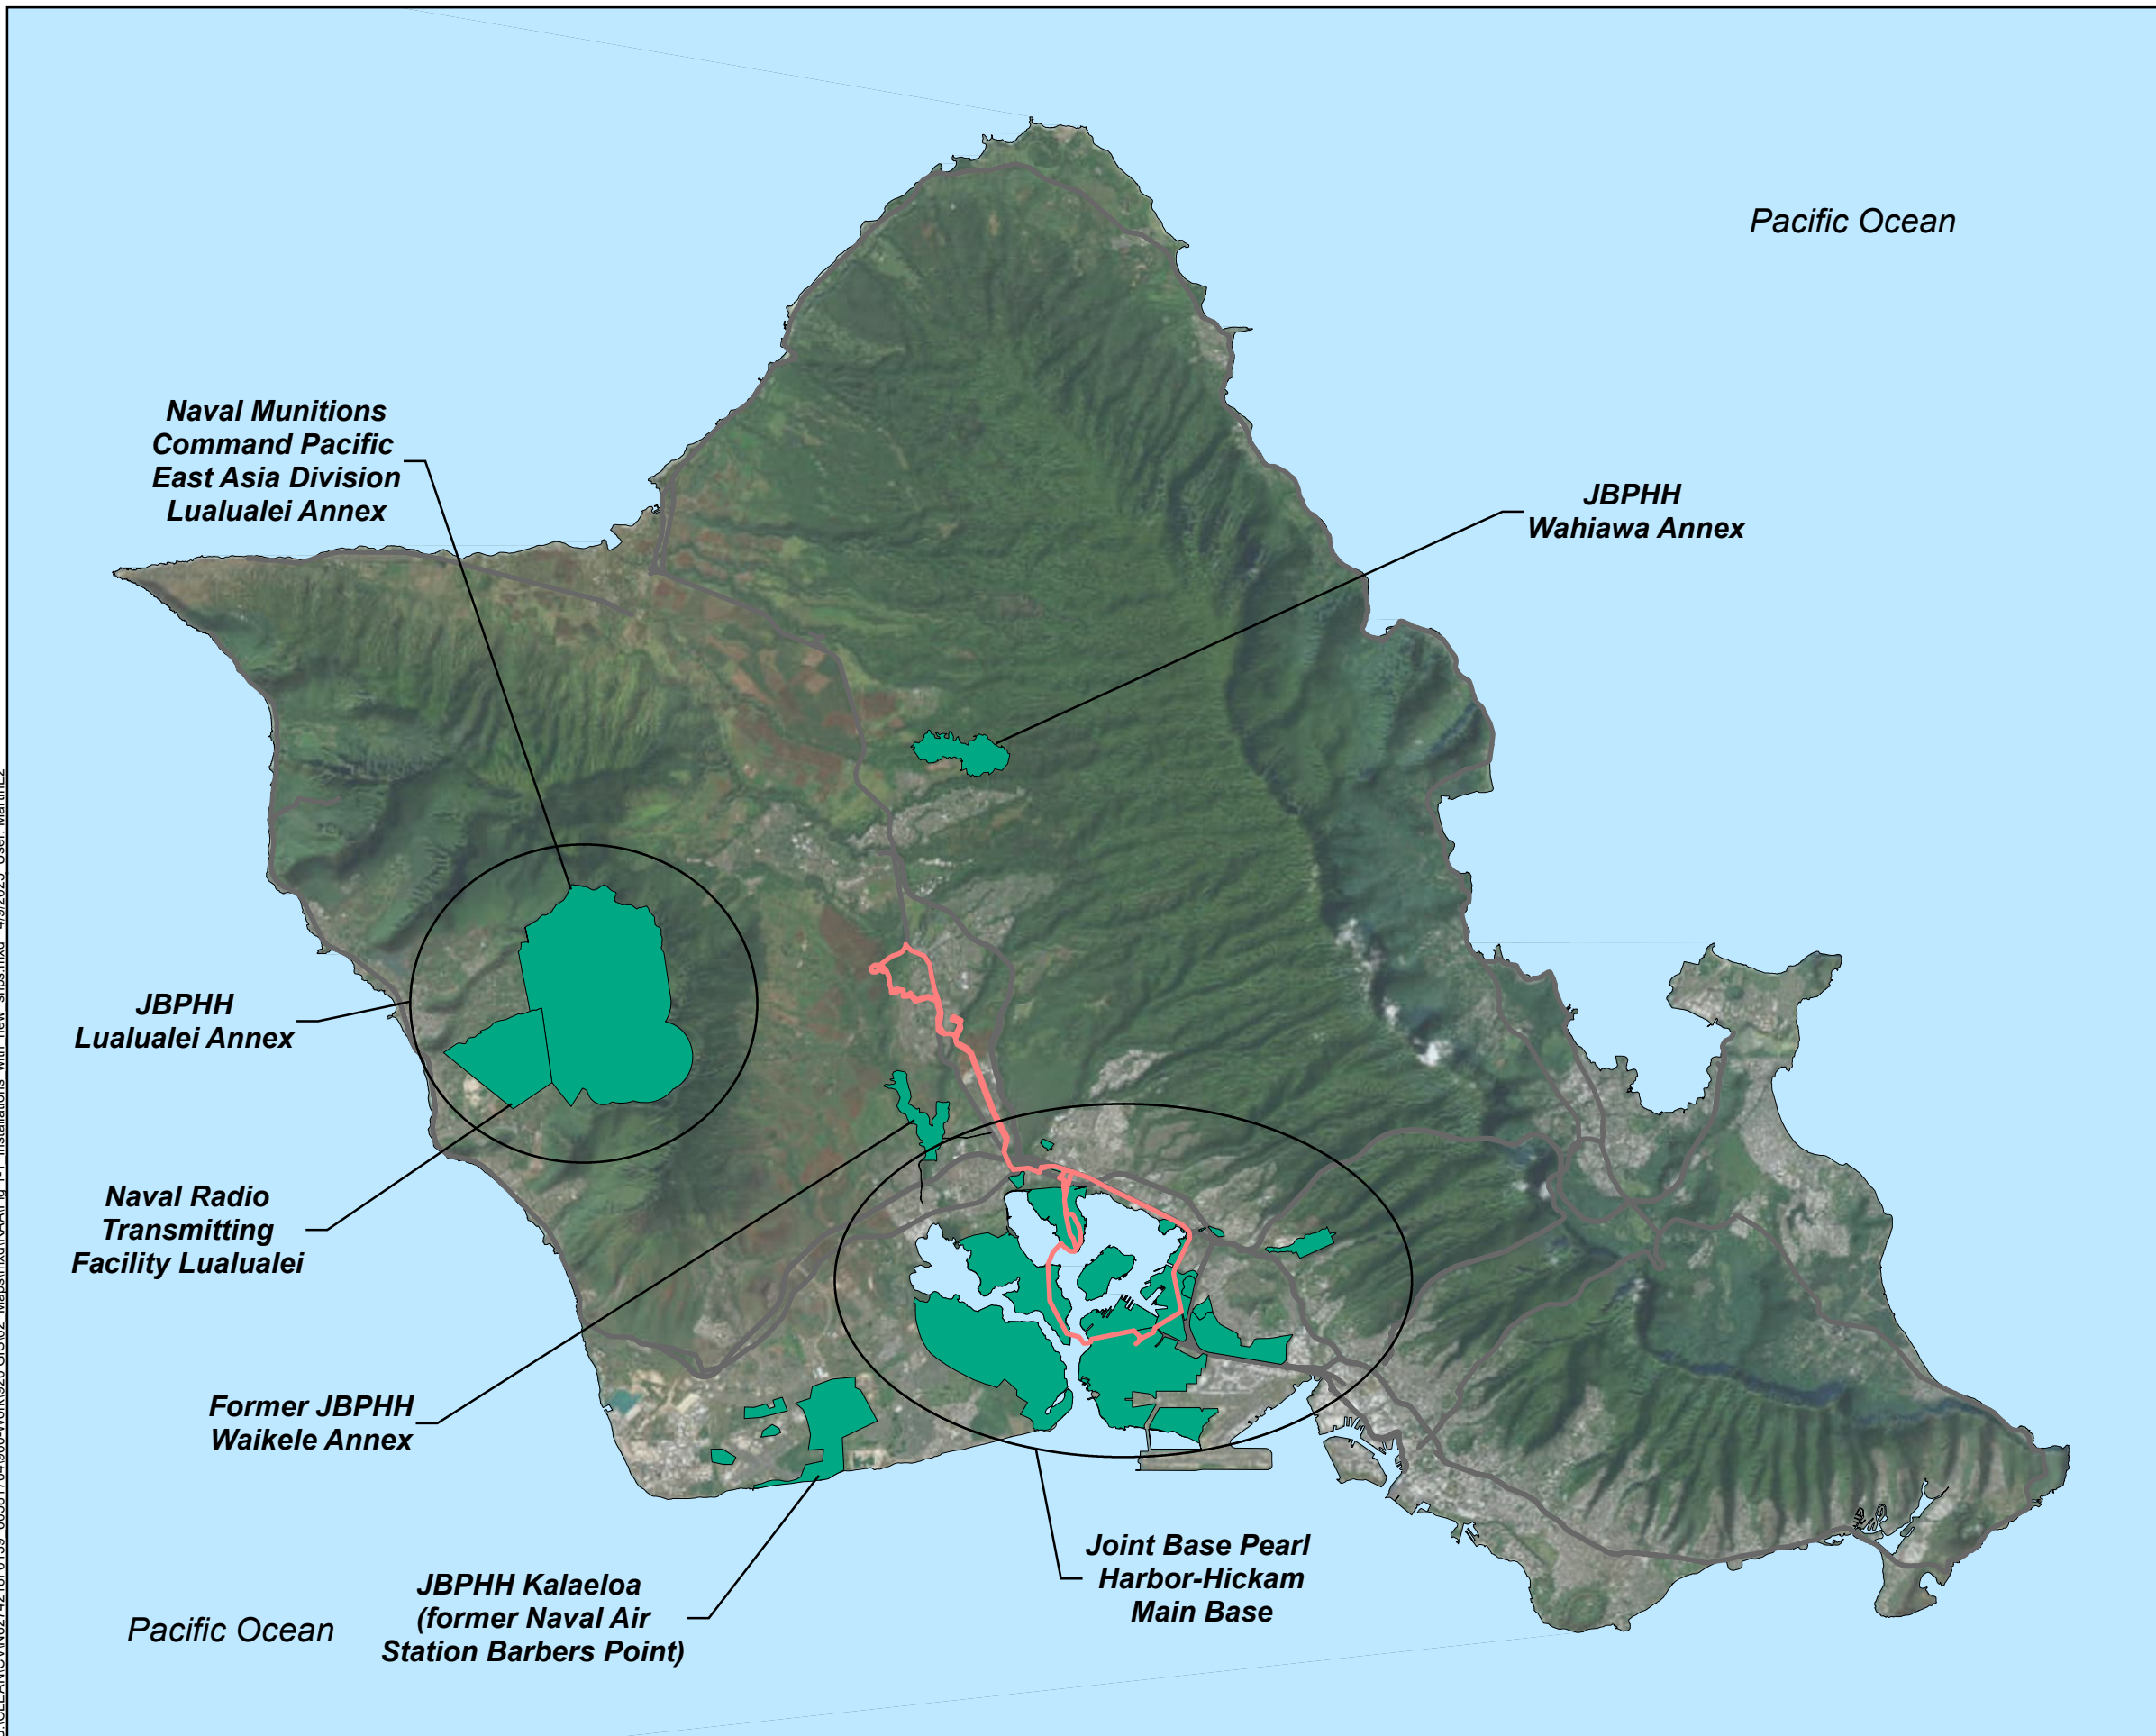 Pacific Ocean
Naval Munitions
Command Pacific
East Asia Division
Lualualei Annex
JBPHH
Wahiawa Annex
JBPHH
Lualualei Annex
Naval Radio
Transmitting
Facility Lualualei
Former JBPHH
Waikele Annex
JBPHH Kalaeloa
(former Naval Air
Station Barbers Point)
Joint Base Pearl
Harbor-Hickam
Main Base
Pacific Ocean